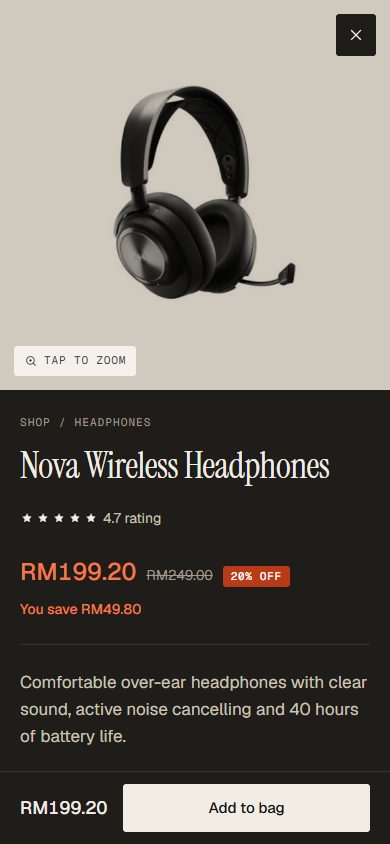 TAP TO ZOOM
SHOP / HEADPHONES
Nova Wireless Headphones
4.7 rating
RM199.20 RM249.00 20% OFF
You save RM49.80
Comfortable over-ear headphones with clear
sound, active noise cancelling and 40 hours
of battery life.
RM199.20 Add to bag